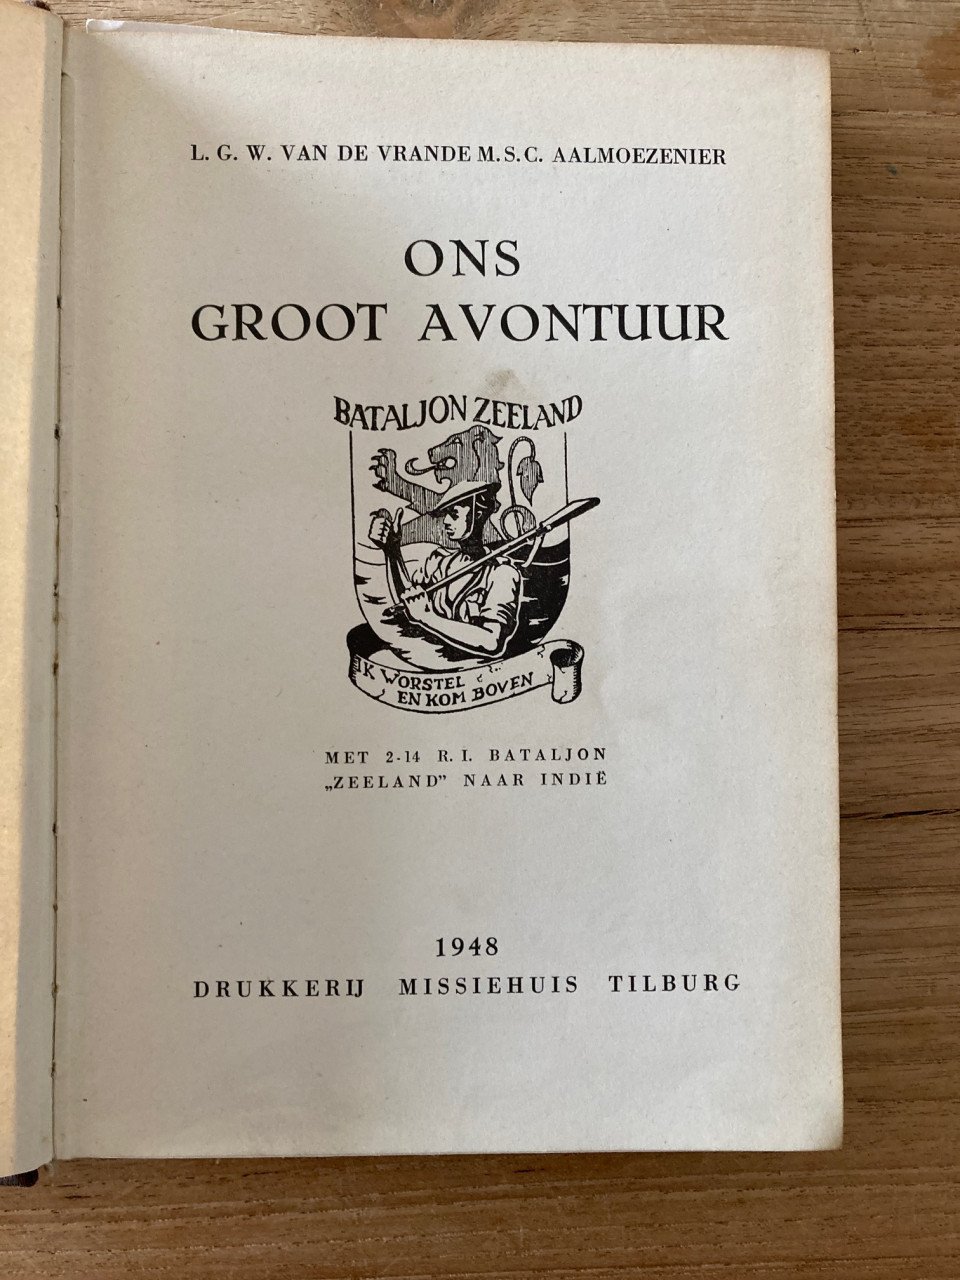 L. G. W. VAN DE VRANDE M. S. C. AALMOEZENIER
ONS
GROOT AVONTUUR
BATALJON ZEELAND
IK WORSTEL
EN KOM BOVEN
MET 2-14 R. I. BATALJON
„ZEELAND” NAAR INDIË
1948
DRUKKERIJ MISSIEHUIS TILBURG